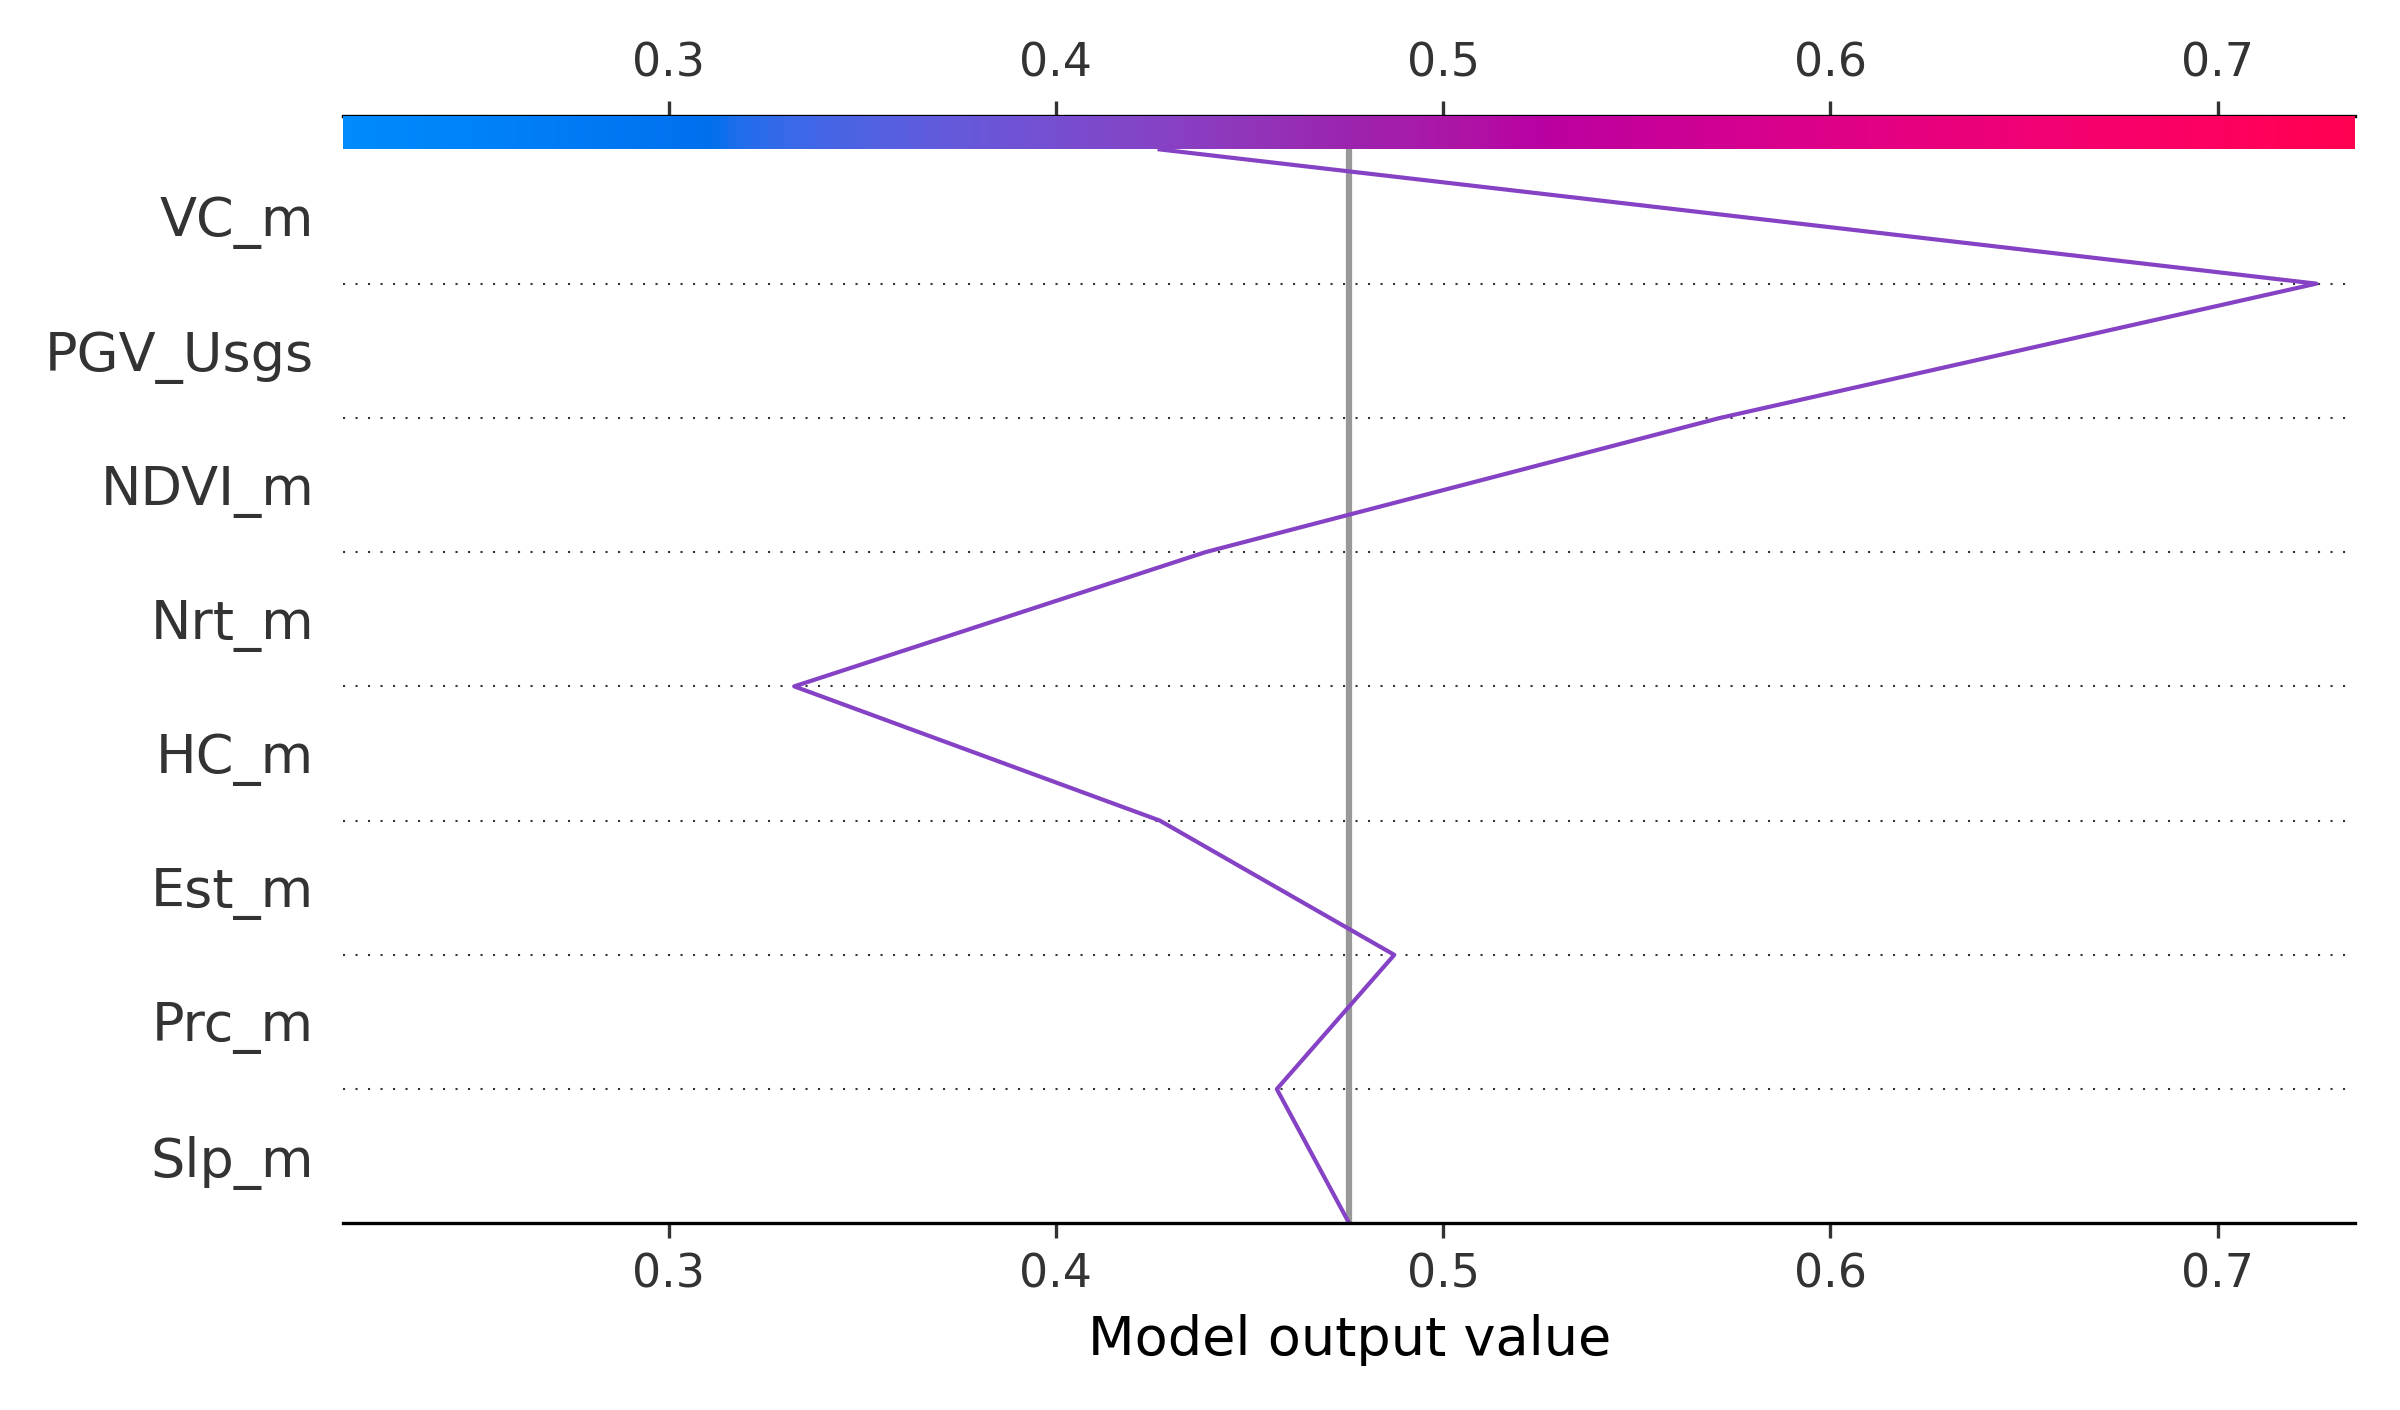 0.3 0.4 0.5 0.6 0.7
VC_m
PGV_Usgs
NDVI_m
Nrt_m
HC_m
Est_m
Prc_m
Slp_m
0.3 0.4 0.5 0.6 0.7
Model output value